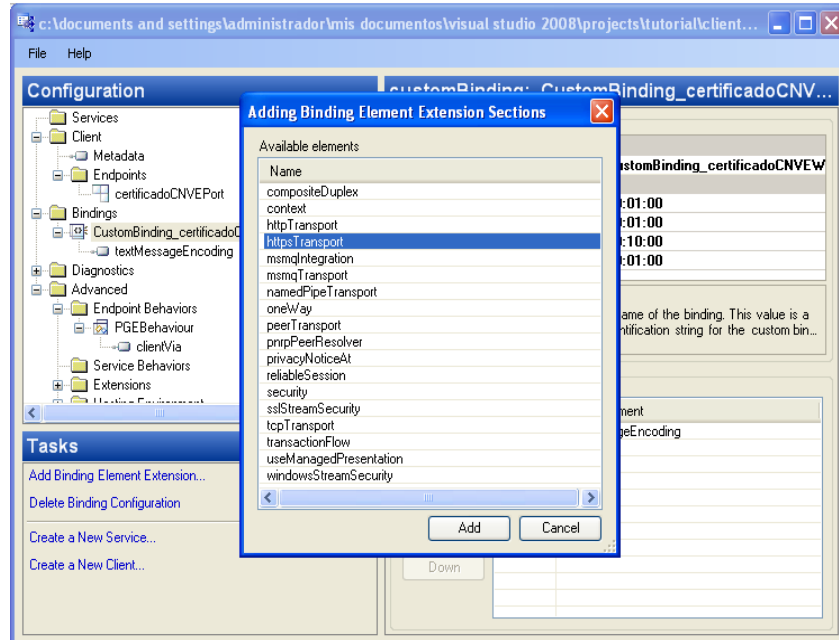 c:\documents and settings\administrador\mis documentos\visual studio 2008\projects\tutorial\client...
File Help
Configuration
Services
Client
Metadata
Endpoints
certificadoCNVEPort
Bindings
CustomBinding_certificadoC
textMessageEncoding
Diagnostics
Advanced
Endpoint Behaviors
PGEBehaviour
clientVia
Service Behaviors
Extensions
Hosting Environment
Tasks
Add Binding Element Extension...
Delete Binding Configuration
Create a New Service...
Create a New Client...
Adding Binding Element Extension Sections
Available elements
Name
compositeDuplex
context
httpTransport
httpsTransport
msmqIntegration
msmqTransport
namedPipeTransport
oneWay
peerTransport
pnrpPeerResolver
privacyNoticeAt
reliableSession
security
sslStreamSecurity
tcpTransport
transactionFlow
useManagedPresentation
windowsStreamSecurity
Add Cancel
customBinding: CustomBinding_certificadoCNV...
ustomBinding_certificadoCNVEW
:01:00
:01:00
:10:00
:01:00
ame of the binding. This value is a
ntification string for the custom bin...
ment
geEncoding
Down